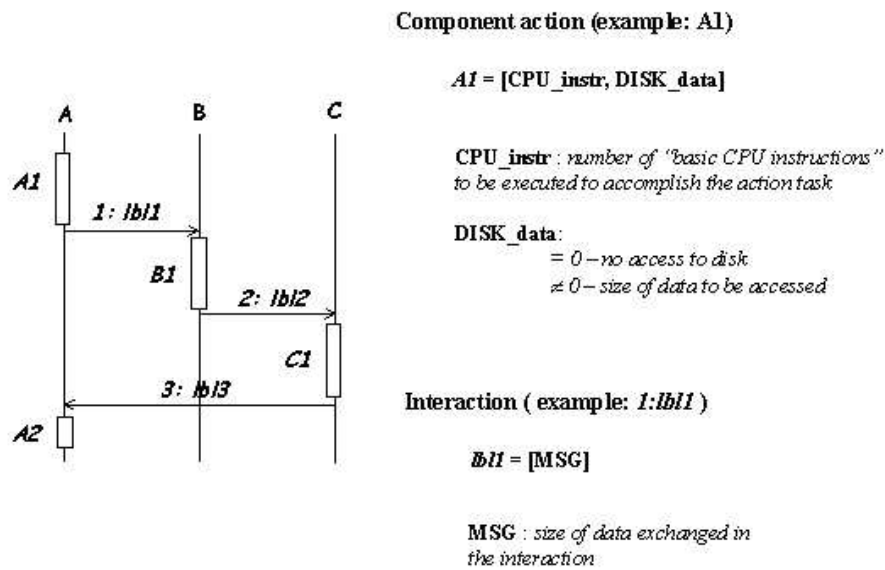 Component action (example: A1)
A1 = [CPU_instr, DISK_data]
A B C
A1
CPU_instr : number of “basic CPU instructions”
to be executed to accomplish the action task
1: lbl1
DISK_data:
= 0 – no access to disk
≠ 0 – size of data to be accessed
B1
2: lbl2
C1
3: lbl3
Interaction ( example: 1:lbl1 )
A2
lbl1 = [MSG]
MSG : size of data exchanged in
the interaction